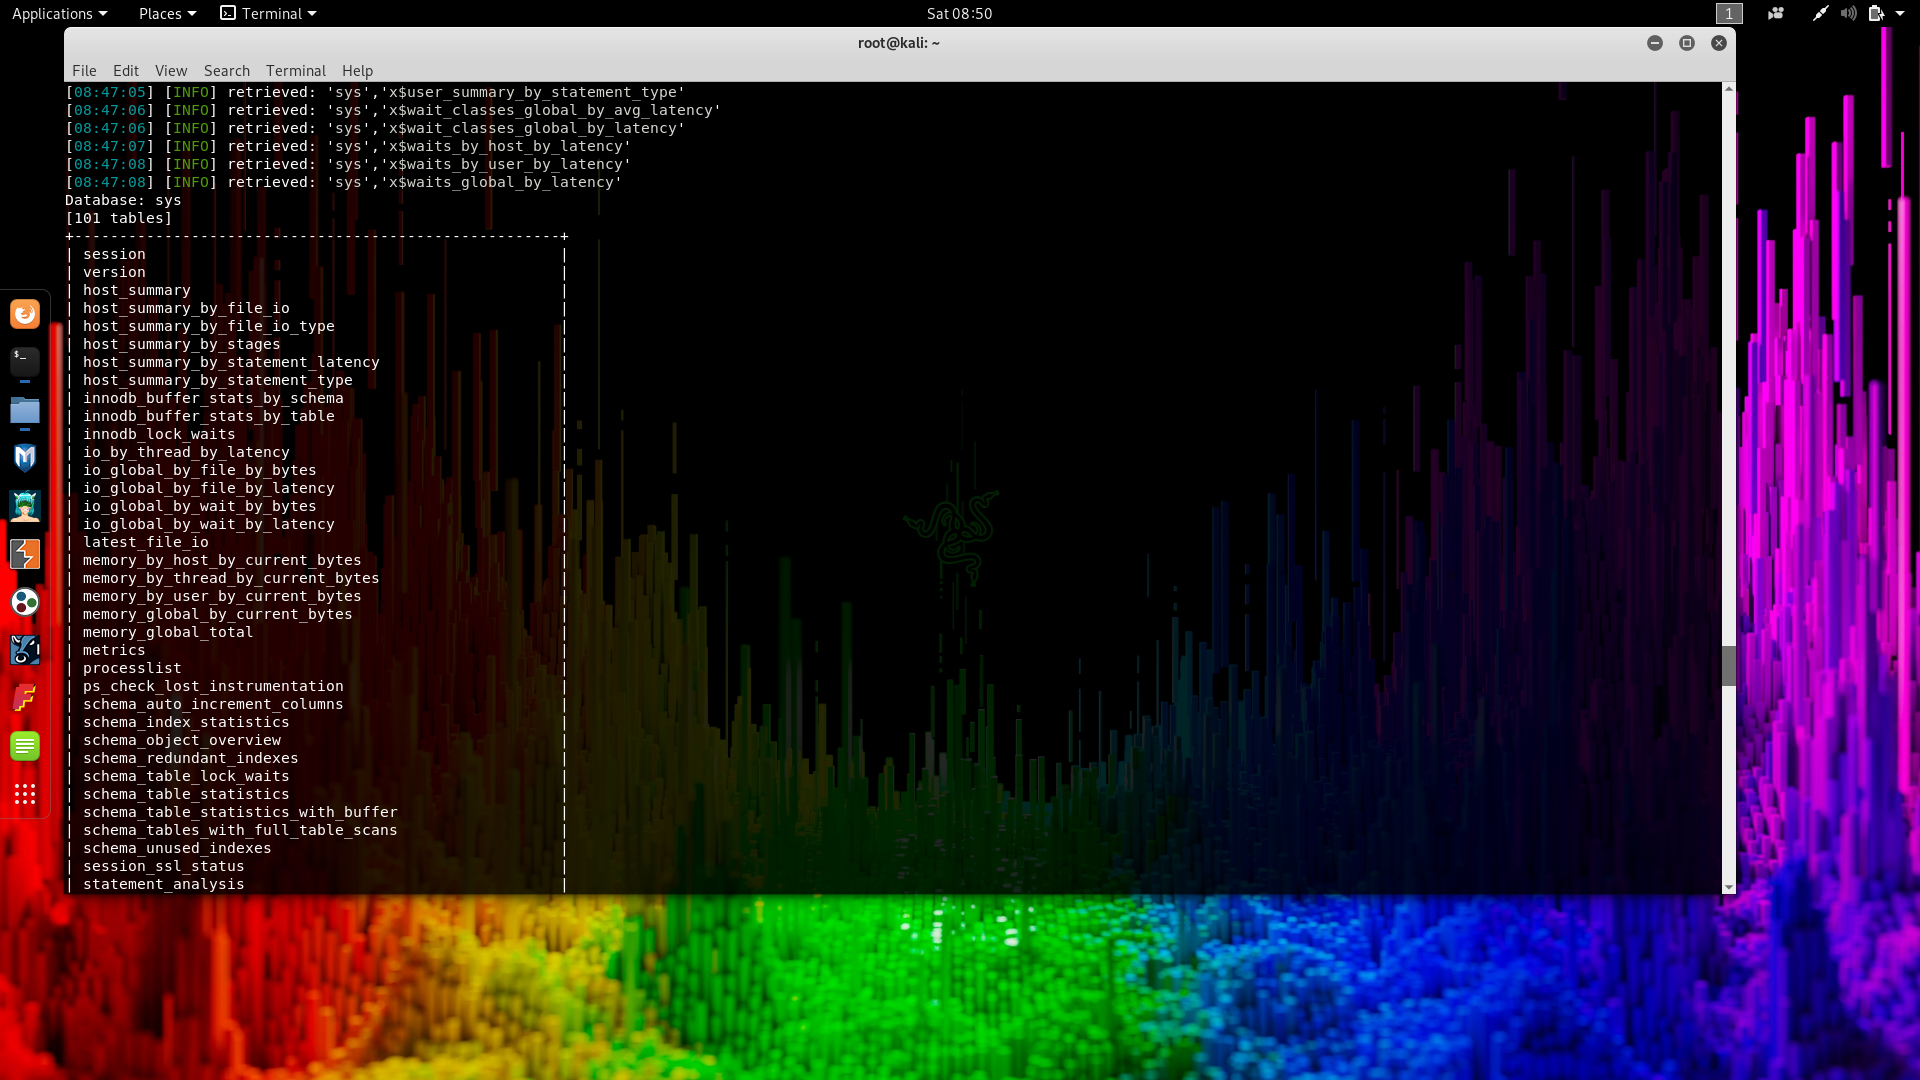 Applications Places Terminal Sat 08:50 1
root@kali: ~
File Edit View Search Terminal Help
[08:47:05] [INFO] retrieved: 'sys','x$user_summary_by_statement_type'
[08:47:06] [INFO] retrieved: 'sys','x$wait_classes_global_by_avg_latency'
[08:47:06] [INFO] retrieved: 'sys','x$wait_classes_global_by_latency'
[08:47:07] [INFO] retrieved: 'sys','x$waits_by_host_by_latency'
[08:47:08] [INFO] retrieved: 'sys','x$waits_by_user_by_latency'
[08:47:08] [INFO] retrieved: 'sys','x$waits_global_by_latency'
Database: sys
[101 tables]
+------------------------------------------------------+
| session |
| version |
| host_summary |
| host_summary_by_file_io |
| host_summary_by_file_io_type |
| host_summary_by_stages |
| host_summary_by_statement_latency |
| host_summary_by_statement_type |
| innodb_buffer_stats_by_schema |
| innodb_buffer_stats_by_table |
| innodb_lock_waits |
| io_by_thread_by_latency |
| io_global_by_file_by_bytes |
| io_global_by_file_by_latency |
| io_global_by_wait_by_bytes |
| io_global_by_wait_by_latency |
| latest_file_io |
| memory_by_host_by_current_bytes |
| memory_by_thread_by_current_bytes |
| memory_by_user_by_current_bytes |
| memory_global_by_current_bytes |
| memory_global_total |
| metrics |
| processlist |
| ps_check_lost_instrumentation |
| schema_auto_increment_columns |
| schema_index_statistics |
| schema_object_overview |
| schema_redundant_indexes |
| schema_table_lock_waits |
| schema_table_statistics |
| schema_table_statistics_with_buffer |
| schema_tables_with_full_table_scans |
| schema_unused_indexes |
| session_ssl_status |
| statement_analysis |